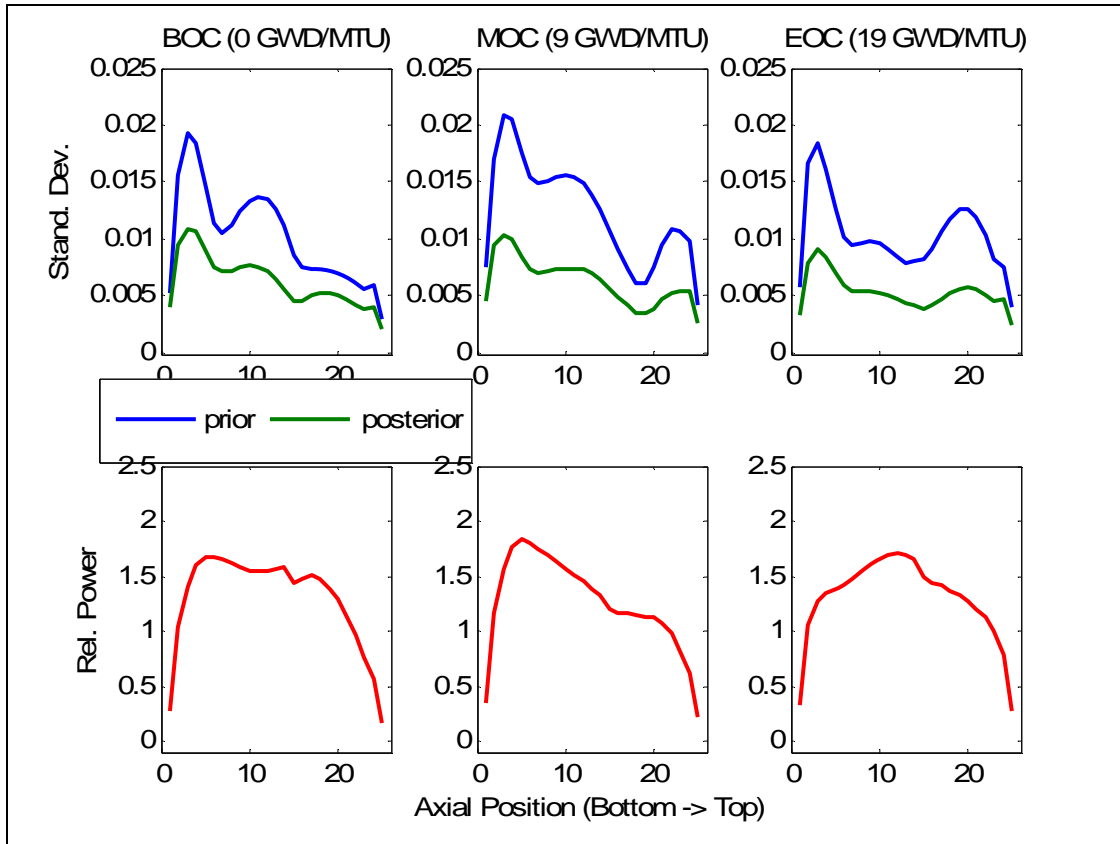 BOC (0 GWD/MTU) MOC (9 GWD/MTU) EOC (19 GWD/MTU)
0.025 0.025 0.025
0.02 0.02 0.02
0.015 0.015 0.015
0.01 0.01 0.01
0.005 0.005 0.005
0 0 0
Stand. Dev.
0 10 20 0 10 20 0 10 20
prior posterior
2.5 2.5 2.5
2 2 2
1.5 1.5 1.5
1 1 1
0.5 0.5 0.5
0 0 0
Rel. Power
0 10 20 0 10 20 0 10 20
Axial Position (Bottom -> Top)